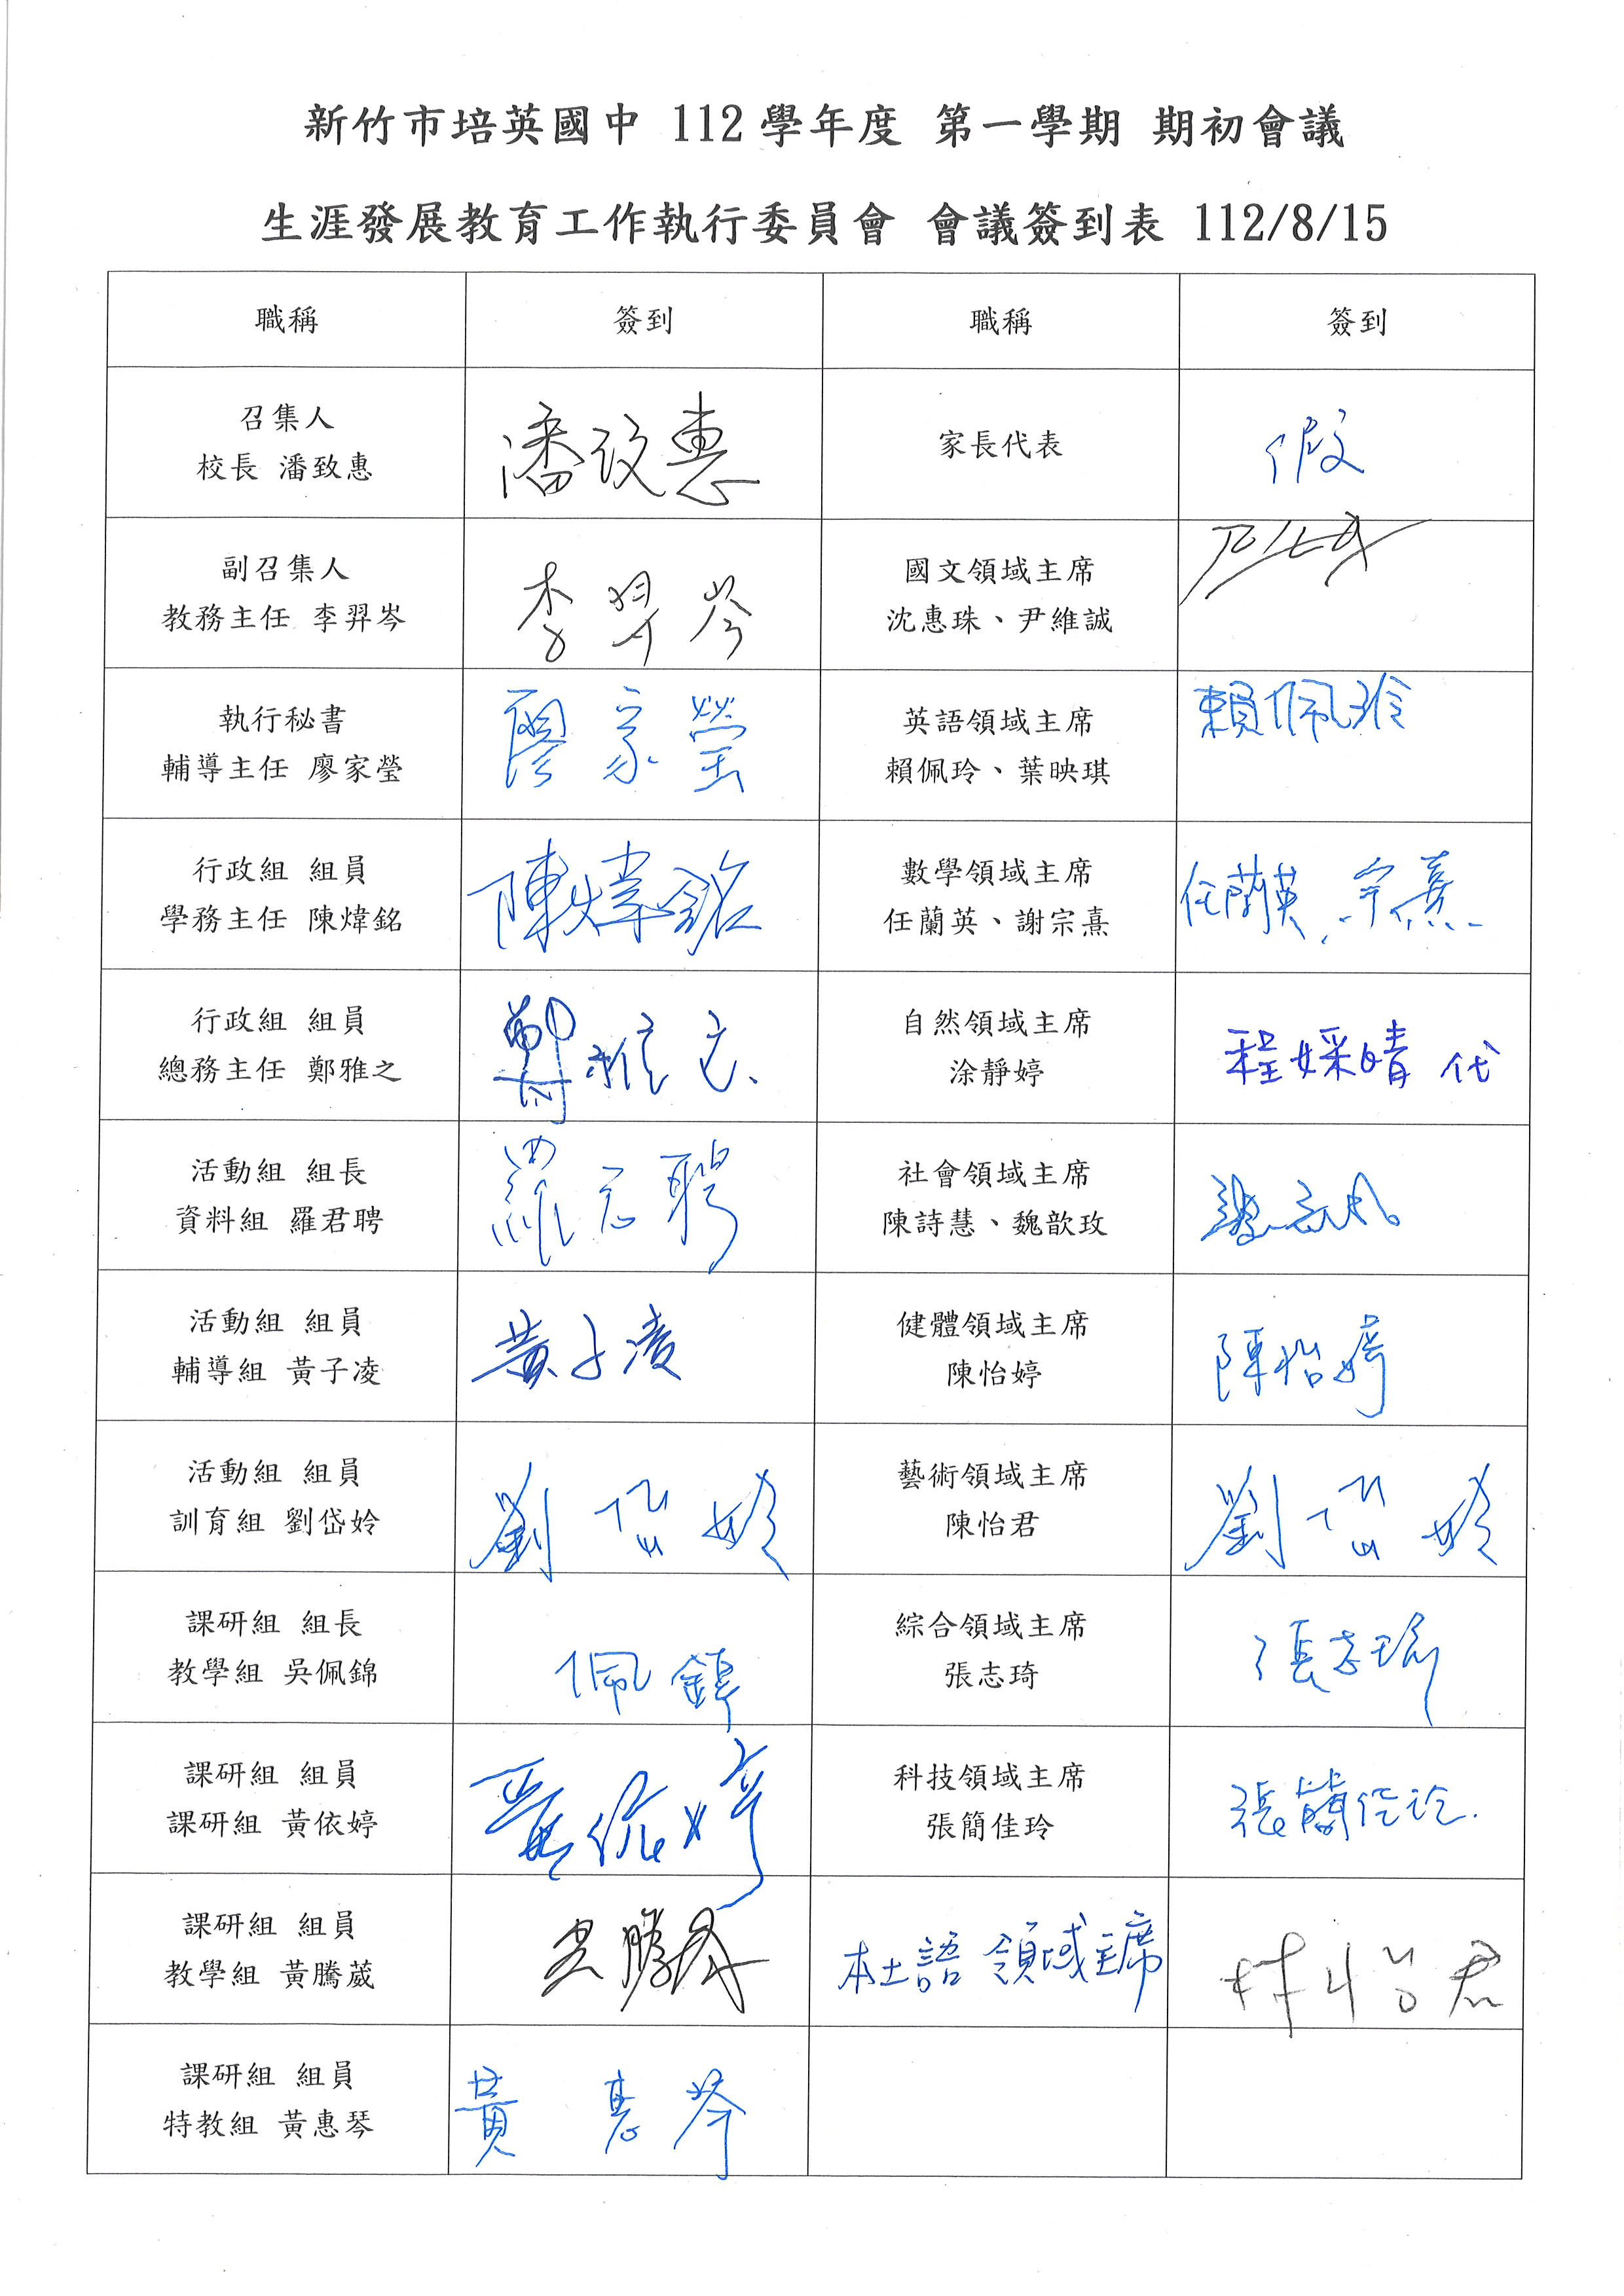 新竹市培英國中 112 學年度 第一學期 期初會議
生涯發展教育工作執行委員會 會議簽到表 112/8/15
職稱 簽到 職稱 簽到
召集人
校長 潘致惠
潘致惠
家長代表
假
副召集人
教務主任 李羿岑
李羿岑
國文領域主席
沈惠珠、尹維誠
執行秘書
輔導主任 廖家瑩
廖家瑩
英語領域主席
賴佩玲、葉映琪
賴佩玲
行政組 組員
學務主任 陳煒銘
陳煒銘
數學領域主席
任蘭英、謝宗熹
任蘭英、宗熹
行政組 組員
總務主任 鄭雅之
鄭雅之
自然領域主席
涂靜婷
程婇晴 代
活動組 組長
資料組 羅君聘
羅君聘
社會領域主席
陳詩慧、魏歆玫
活動組 組員
輔導組 黃子凌
黃子凌
健體領域主席
陳怡婷
陳怡婷
活動組 組員
訓育組 劉岱姈
劉岱姈
藝術領域主席
陳怡君
劉岱姈
課研組 組長
教學組 吳佩錦
佩錦
綜合領域主席
張志琦
張志琦
課研組 組員
課研組 黃依婷
黃依婷
科技領域主席
張簡佳玲
張簡佳玲
課研組 組員
教學組 黃騰葳
黃騰葳
本土語領域主席
林怡君
課研組 組員
特教組 黃惠琴
黃惠琴